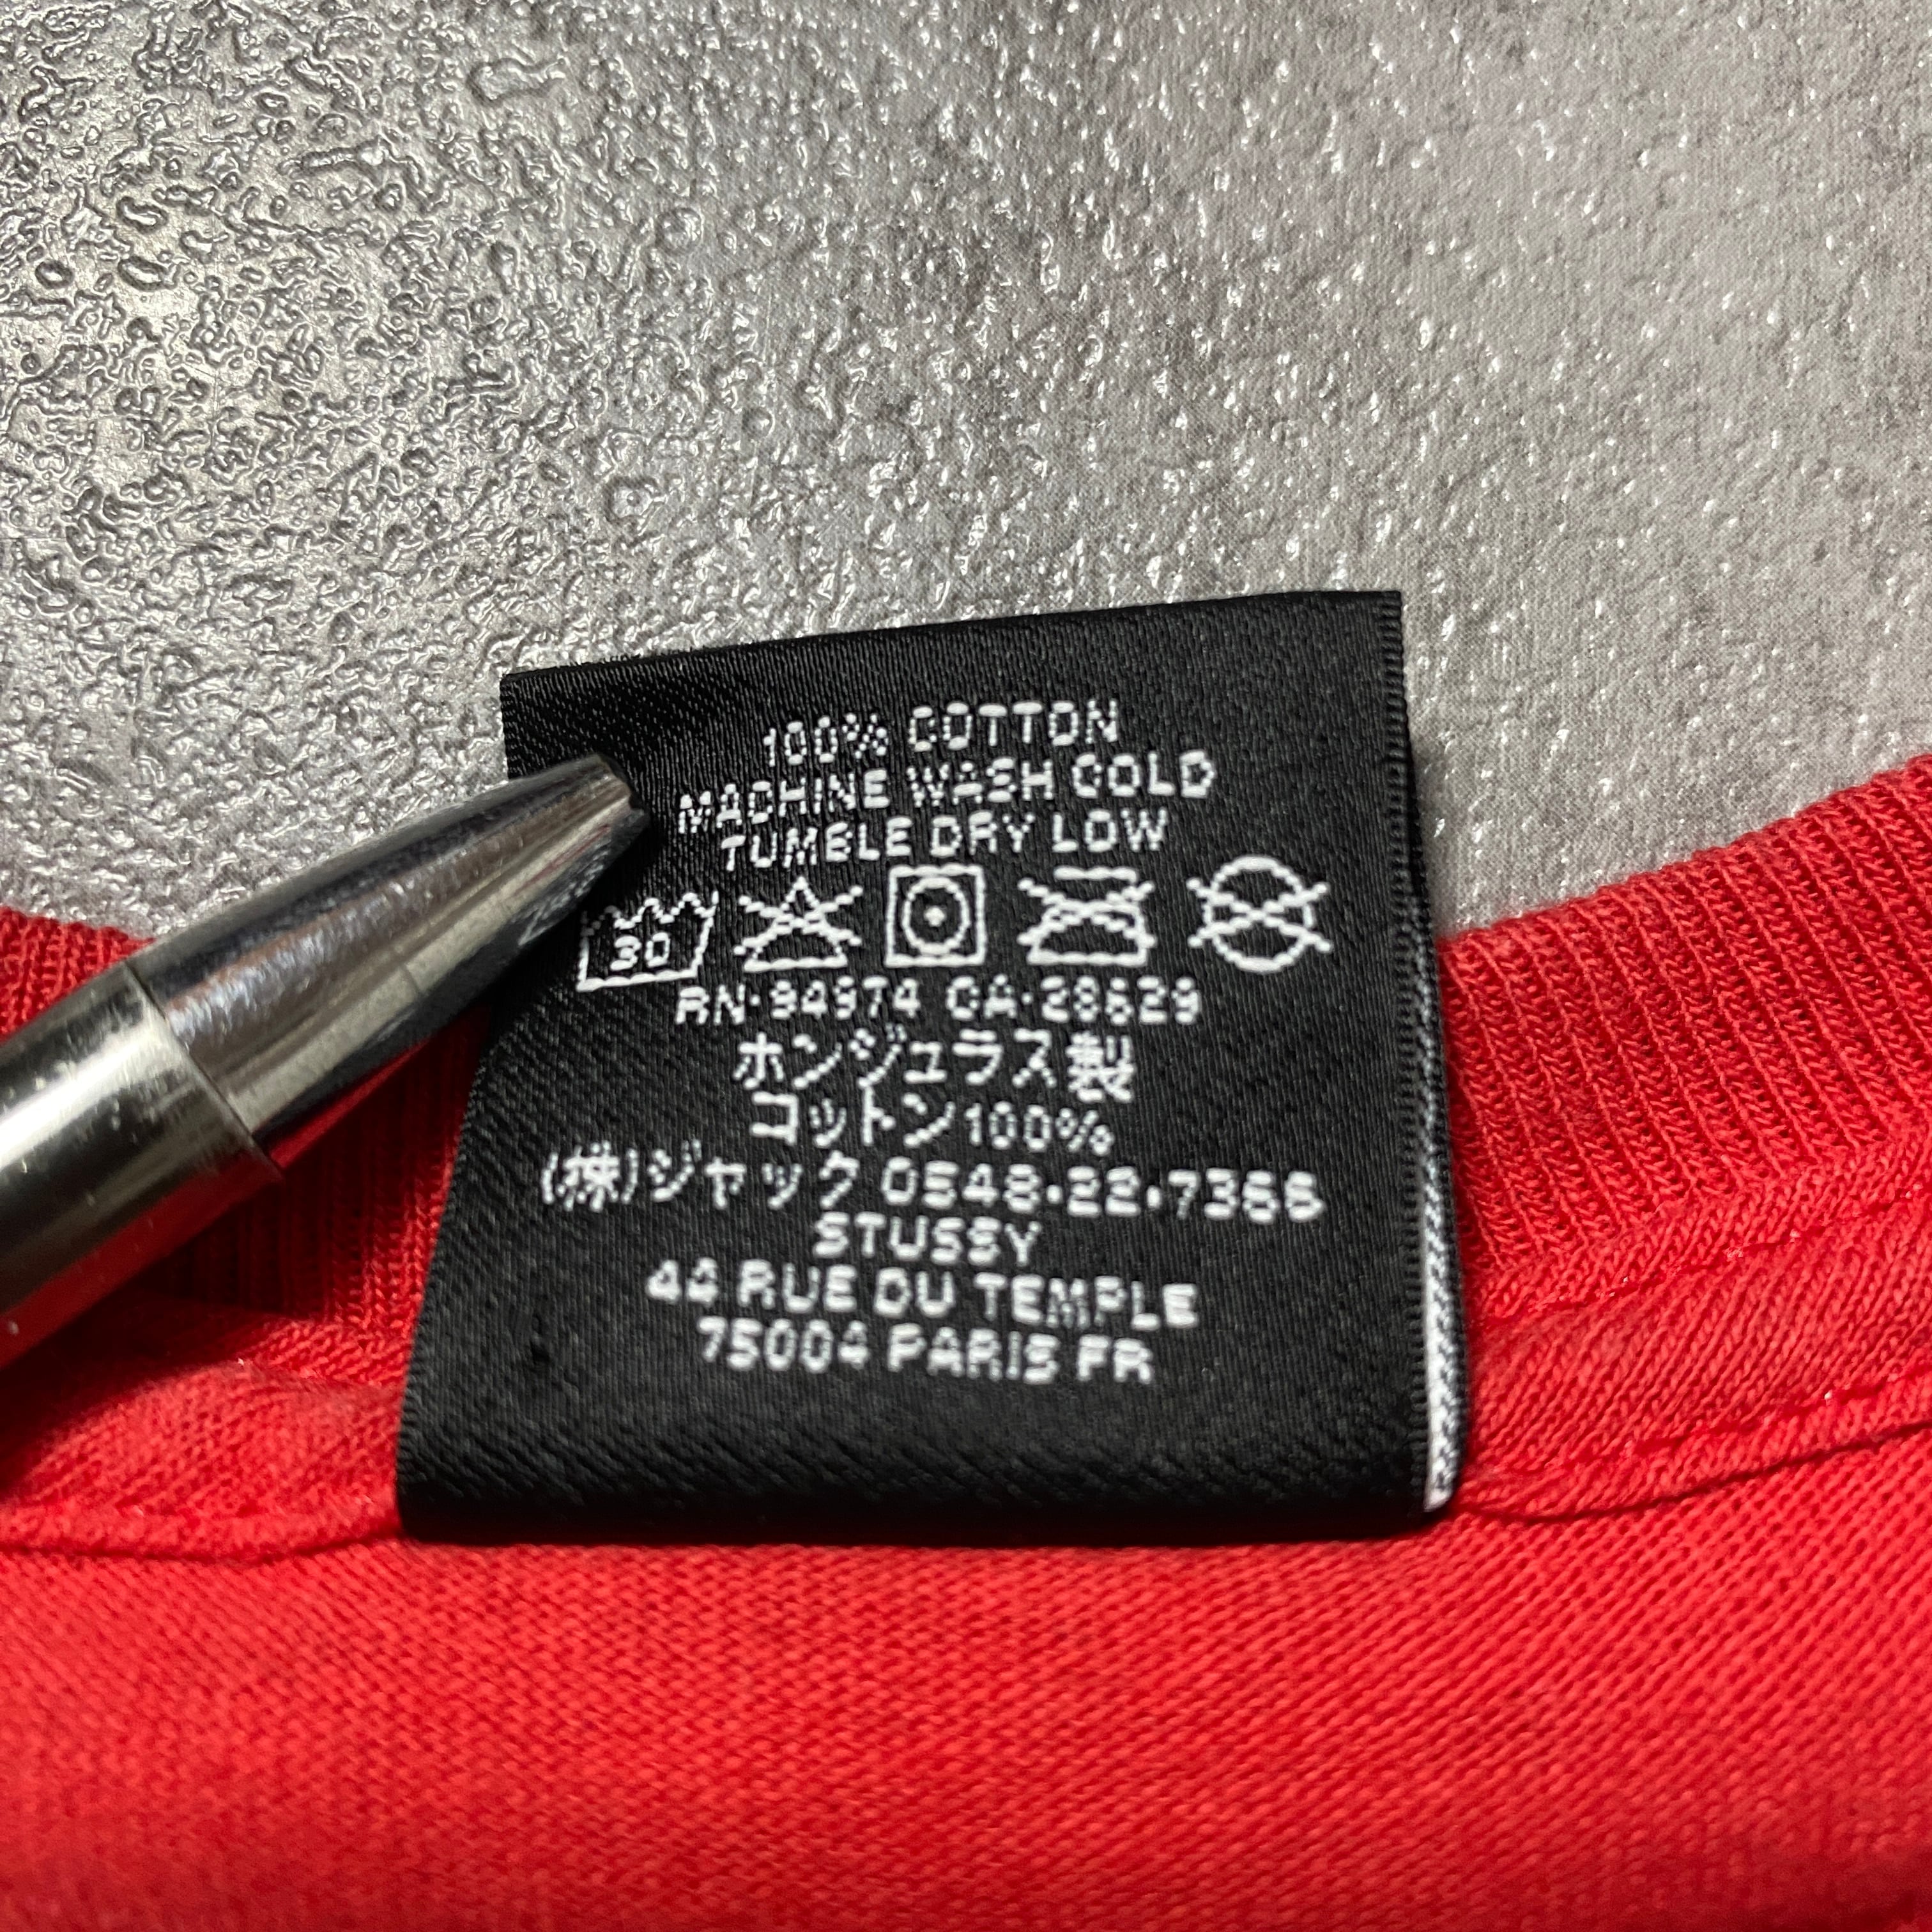 100% COTTON
MACHINE WASH COLD
TUMBLE DRY LOW
30
RN·94974 CA·28629
ホンジュラス製
コットン100%
(株)ジャック 0548·22·7366
STUSSY
44 RUE DU TEMPLE
75004 PARIS FR